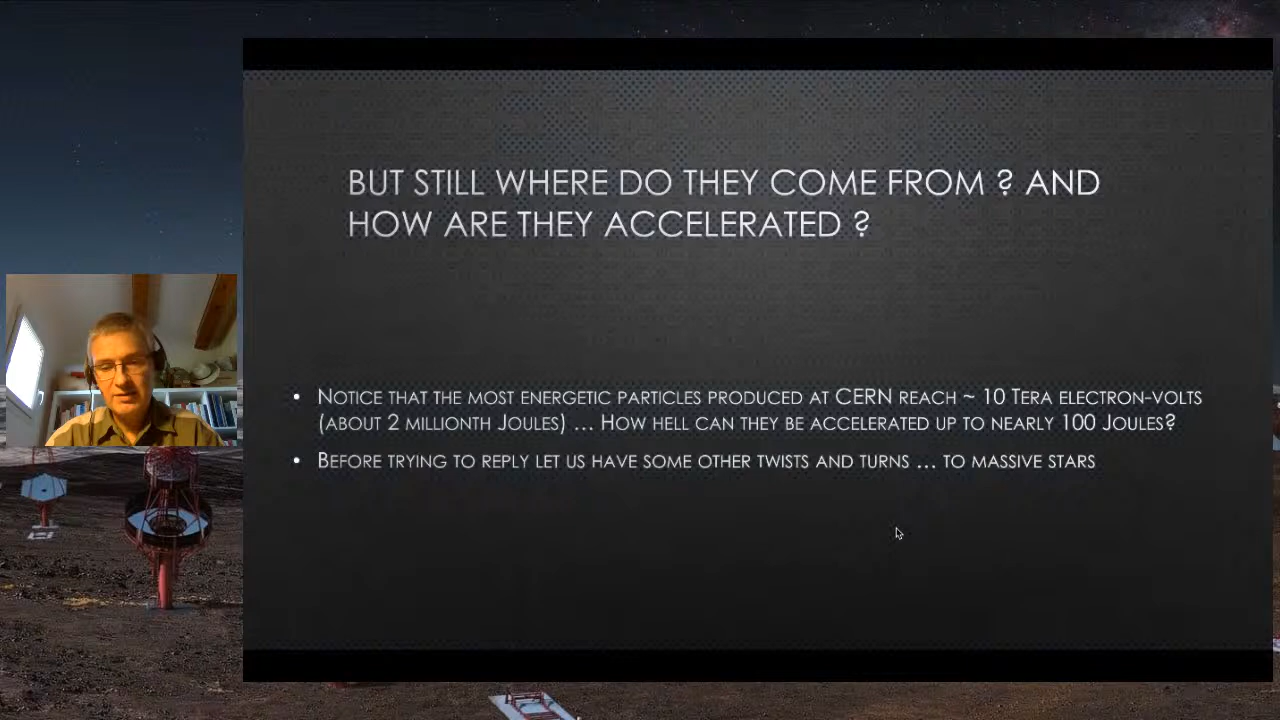 BUT STILL WHERE DO THEY COME FROM ? AND
HOW ARE THEY ACCELERATED ?
• NOTICE THAT THE MOST ENERGETIC PARTICLES PRODUCED AT CERN REACH ~ 10 TERA ELECTRON-VOLTS
(ABOUT 2 MILLIONTH JOULES) ... HOW HELL CAN THEY BE ACCELERATED UP TO NEARLY 100 JOULES?
• BEFORE TRYING TO REPLY LET US HAVE SOME OTHER TWISTS AND TURNS ... TO MASSIVE STARS